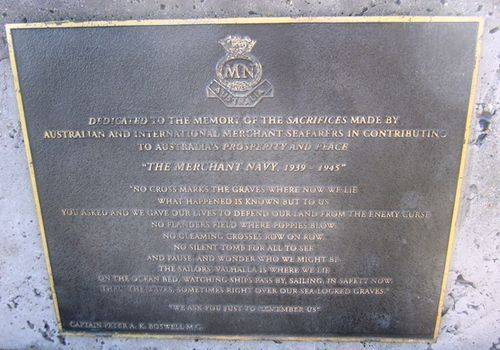 MN
AUSTRALIA
DEDICATED TO THE MEMORY OF THE SACRIFICES MADE BY
AUSTRALIAN AND INTERNATIONAL MERCHANT SEAFARERS IN CONTRIBUTING
TO AUSTRALIA'S PROSPERITY AND PEACE
"THE MERCHANT NAVY, 1939 - 1945"
"NO CROSS MARKS THE GRAVES WHERE NOW WE LIE
WHAT HAPPENED IS KNOWN BUT TO US
YOU ASKED AND WE GAVE OUR LIVES TO DEFEND OUR LAND FROM THE ENEMY CURSE
NO FLANDERS FIELD WHERE POPPIES BLOW
NO GLEAMING CROSSES ROW ON ROW
NO SILENT TOMB FOR ALL TO SEE
AND PAUSE AND WONDER WHO WE MIGHT BE
THE SAILORS' VALHALLA IS WHERE WE LIE
ON THE OCEAN BED, WATCHING SHIPS PASS BY, SAILING IN SAFETY NOW
THE WAVES, SOMETIMES RIGHT OVER OUR SEA-LOCKED GRAVES."
"WE ASK YOU JUST TO REMEMBER US"
CAPTAIN PETER A. K. BOSWELL M.C.